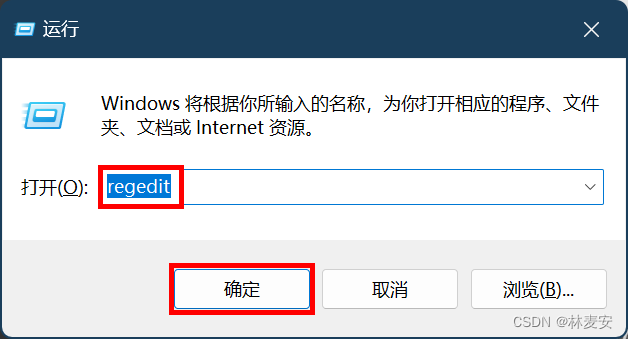 运行
Windows 将根据你所输入的名称，为你打开相应的程序、文件
夹、文档或 Internet 资源。
打开(O): regedit
确定 取消 浏览(B)...
CSDN @林麦安